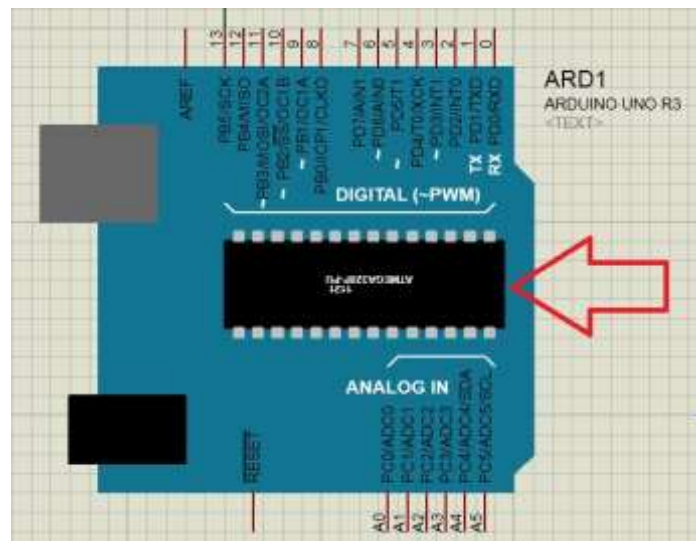 13
12
11
10
9
8
7
6
5
4
3
2
1
0
AREF
PB5/SCK
PB4/MISO
~PB3/MOSI/OC2A
~PB2/SS/OC1B
~PB1/OC1A
PB0/ICP1/CLKO
PD7/AIN1
~PD6/AIN0
~PD5/T1
PD4/T0/XCK
~PD3/INT1
PD2/INT0
TX PD1/TXD
RX PD0/RXD
ARD1
ARDUINO UNO R3
<TEXT>
DIGITAL (~PWM)
ATMEGA328P-PU
1121
ANALOG IN
RESET
PC0/ADC0
PC1/ADC1
PC2/ADC2
PC3/ADC3
PC4/ADC4/SDA
PC5/ADC5/SCL
A0
A1
A2
A3
A4
A5